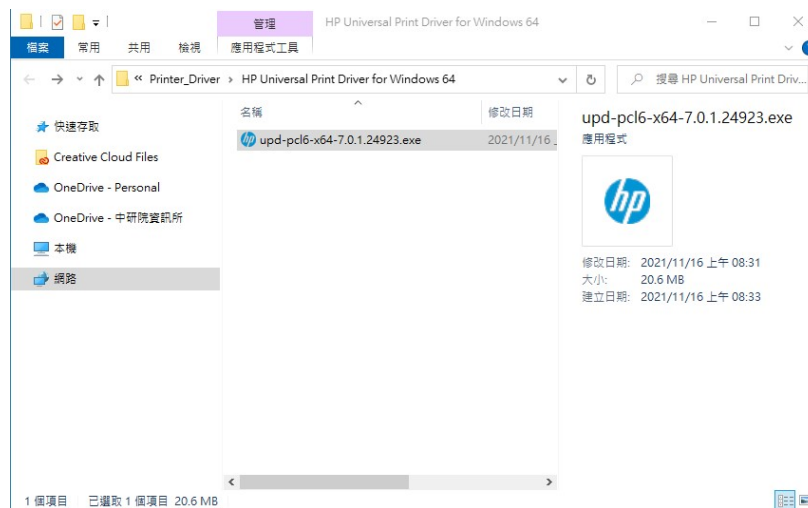 管理
HP Universal Print Driver for Windows 64
檔案 常用 共用 檢視 應用程式工具
« Printer_Driver › HP Universal Print Driver for Windows 64
搜尋 HP Universal Print Driv...
快速存取
Creative Cloud Files
OneDrive - Personal
OneDrive - 中研院資訊所
本機
網路
名稱 修改日期
upd-pcl6-x64-7.0.1.24923.exe 2021/11/16
upd-pcl6-x64-7.0.1.24923.exe
應用程式
hp
修改日期: 2021/11/16 上午 08:31
大小: 20.6 MB
建立日期: 2021/11/16 上午 08:33
1 個項目 已選取 1 個項目 20.6 MB